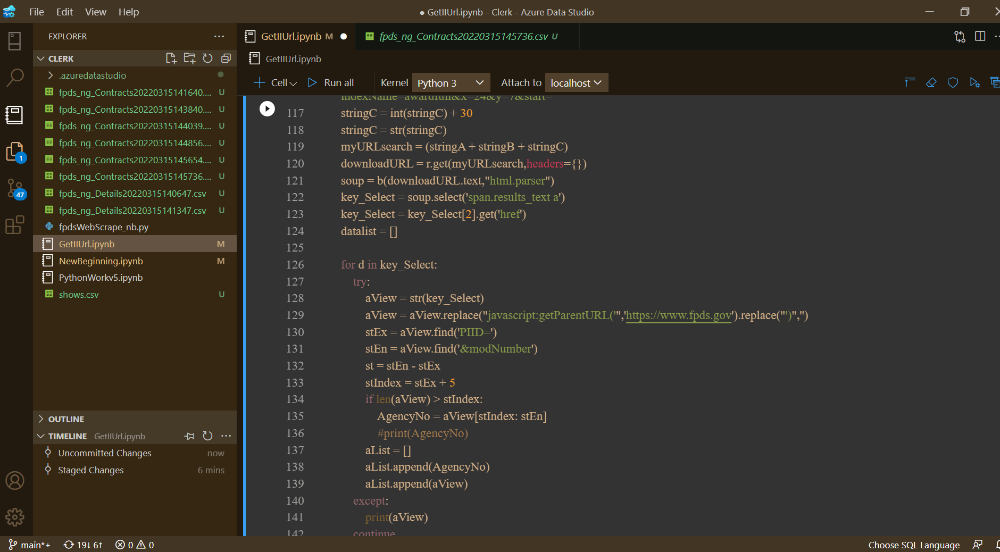 File Edit View Help
● GetIIUrl.ipynb - Clerk - Azure Data Studio
EXPLORER
CLERK
.azuredatastudio
fpds_ng_Contracts20220315141640.... U
fpds_ng_Contracts20220315143840.... U
fpds_ng_Contracts20220315144039.... U
fpds_ng_Contracts20220315144856.... U
fpds_ng_Contracts20220315145654.... U
fpds_ng_Contracts20220315145736.... U
fpds_ng_Details20220315140647.csv U
fpds_ng_Details20220315141347.csv U
fpdsWebScrape_nb.py
GetIIUrl.ipynb M
NewBeginning.ipynb M
PythonWorkv5.ipynb
shows.csv U
1
47
OUTLINE
TIMELINE GetIIUrl.ipynb
Uncommitted Changes now
Staged Changes 6 mins
GetIIUrl.ipynb M ●
fpds_ng_Contracts20220315145736.csv U
GetIIUrl.ipynb
Cell Run all Kernel Python 3 Attach to localhost
indexName=awardfull&x=24&y=7&start=
117 stringC = int(stringC) + 30
118 stringC = str(stringC)
119 myURLsearch = (stringA + stringB + stringC)
120 downloadURL = r.get(myURLsearch,headers={})
121 soup = b(downloadURL.text,"html.parser")
122 key_Select = soup.select('span.results_text a')
123 key_Select = key_Select[2].get('href')
124 datalist = []
125
126 for d in key_Select:
127 try:
128 aView = str(key_Select)
129 aView = aView.replace("javascript:getParentURL('",'https://www.fpds.gov').replace("')",'')
130 stEx = aView.find('PIID=')
131 stEn = aView.find('&modNumber')
132 st = stEn - stEx
133 stIndex = stEx + 5
134 if len(aView) > stIndex:
135 AgencyNo = aView[stIndex: stEn]
136 #print(AgencyNo)
137 aList = []
138 aList.append(AgencyNo)
139 aList.append(aView)
140 except:
141 print(aView)
142 continue
main*+ 19↓ 6↑ 0 0
Choose SQL Language